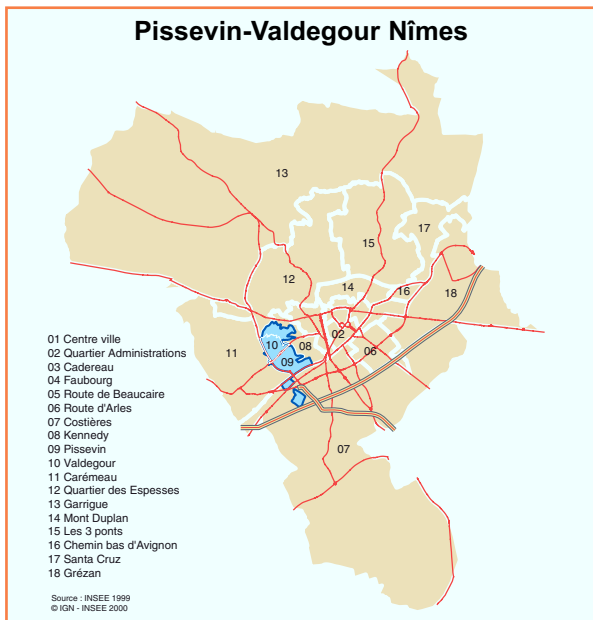 Pissevin-Valdegour Nîmes
13
17
15
12
14
16
18
02
10
08
11
09
06
07
01 Centre ville
02 Quartier Administrations
03 Cadereau
04 Faubourg
05 Route de Beaucaire
06 Route d'Arles
07 Costières
08 Kennedy
09 Pissevin
10 Valdegour
11 Carémeau
12 Quartier des Espesses
13 Garrigue
14 Mont Duplan
15 Les 3 ponts
16 Chemin bas d'Avignon
17 Santa Cruz
18 Grézan
Source : INSEE 1999
© IGN - INSEE 2000